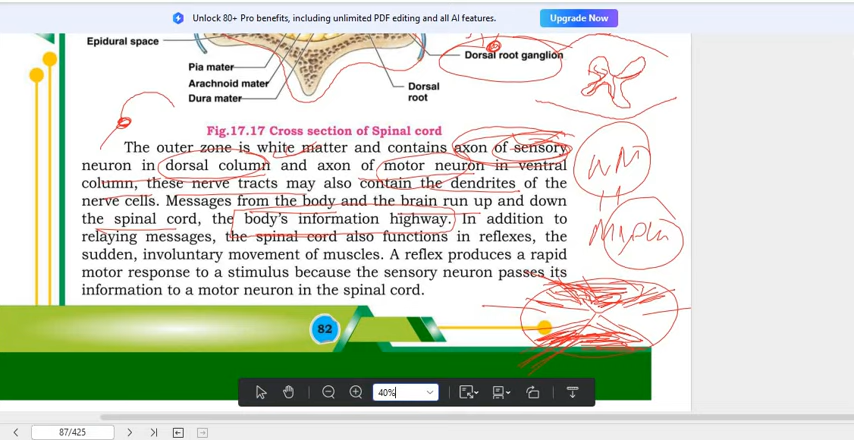 Unlock 80+ Pro benefits, including unlimited PDF editing and all AI features.
Upgrade Now
Epidural space
Dorsal root ganglion
Pia mater
Arachnoid mater
Dura mater
Dorsal
root
Fig.17.17 Cross section of Spinal cord
The outer zone is white matter and contains axon of sensory
neuron in dorsal column and axon of motor neuron in ventral
column, these nerve tracts may also contain the dendrites of the
nerve cells. Messages from the body and the brain run up and down
the spinal cord, the body's information highway. In addition to
relaying messages, the spinal cord also functions in reflexes, the
sudden, involuntary movement of muscles. A reflex produces a rapid
motor response to a stimulus because the sensory neuron passes its
information to a motor neuron in the spinal cord.
WM
82
40%
87/425